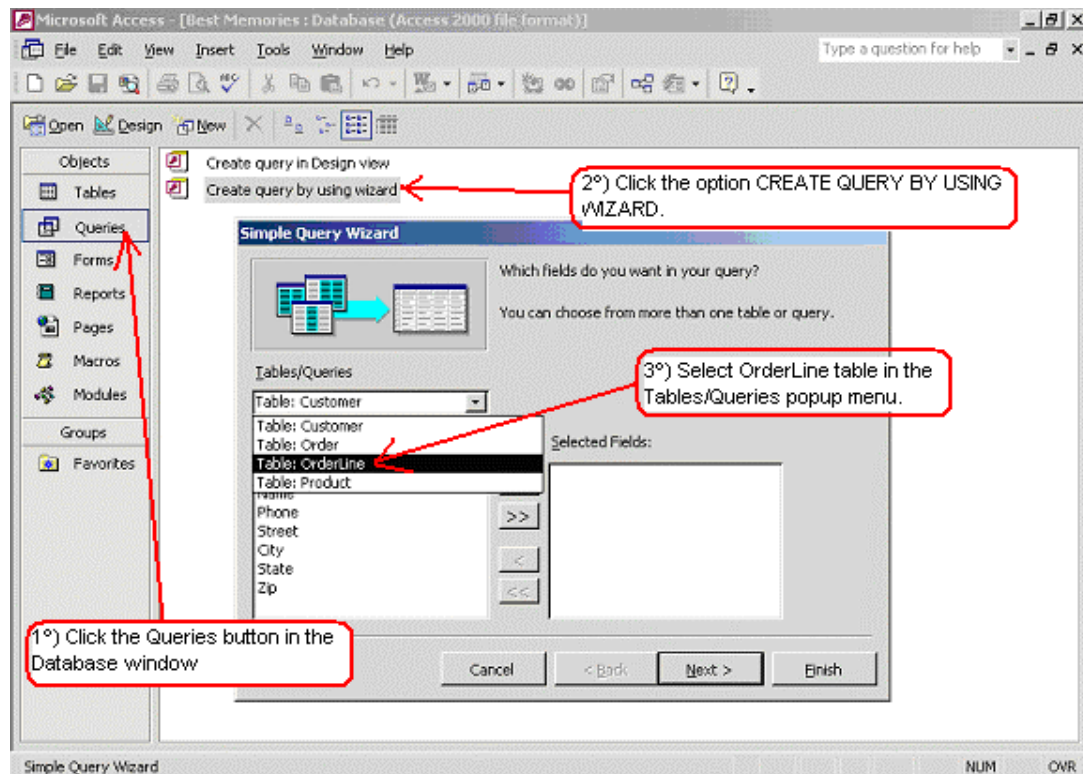 Microsoft Access - [Best Memories : Database (Access 2000 file format)]
File Edit View Insert Tools Window Help
Type a question for help
Open Design New
Objects
Tables
Queries
Forms
Reports
Pages
Macros
Modules
Groups
Favorites
Create query in Design view
Create query by using wizard
2º) Click the option CREATE QUERY BY USING
WIZARD.
Simple Query Wizard
Which fields do you want in your query?
You can choose from more than one table or query.
3º) Select OrderLine table in the
Tables/Queries popup menu.
Tables/Queries
Table: Customer
Table: Customer
Table: Order
Table: OrderLine
Table: Product
Name
Phone
Street
City
State
Zip
Selected Fields:
>>
<
<<
1º) Click the Queries button in the
Database window
Cancel < Back Next > Finish
Simple Query Wizard
NUM OVR